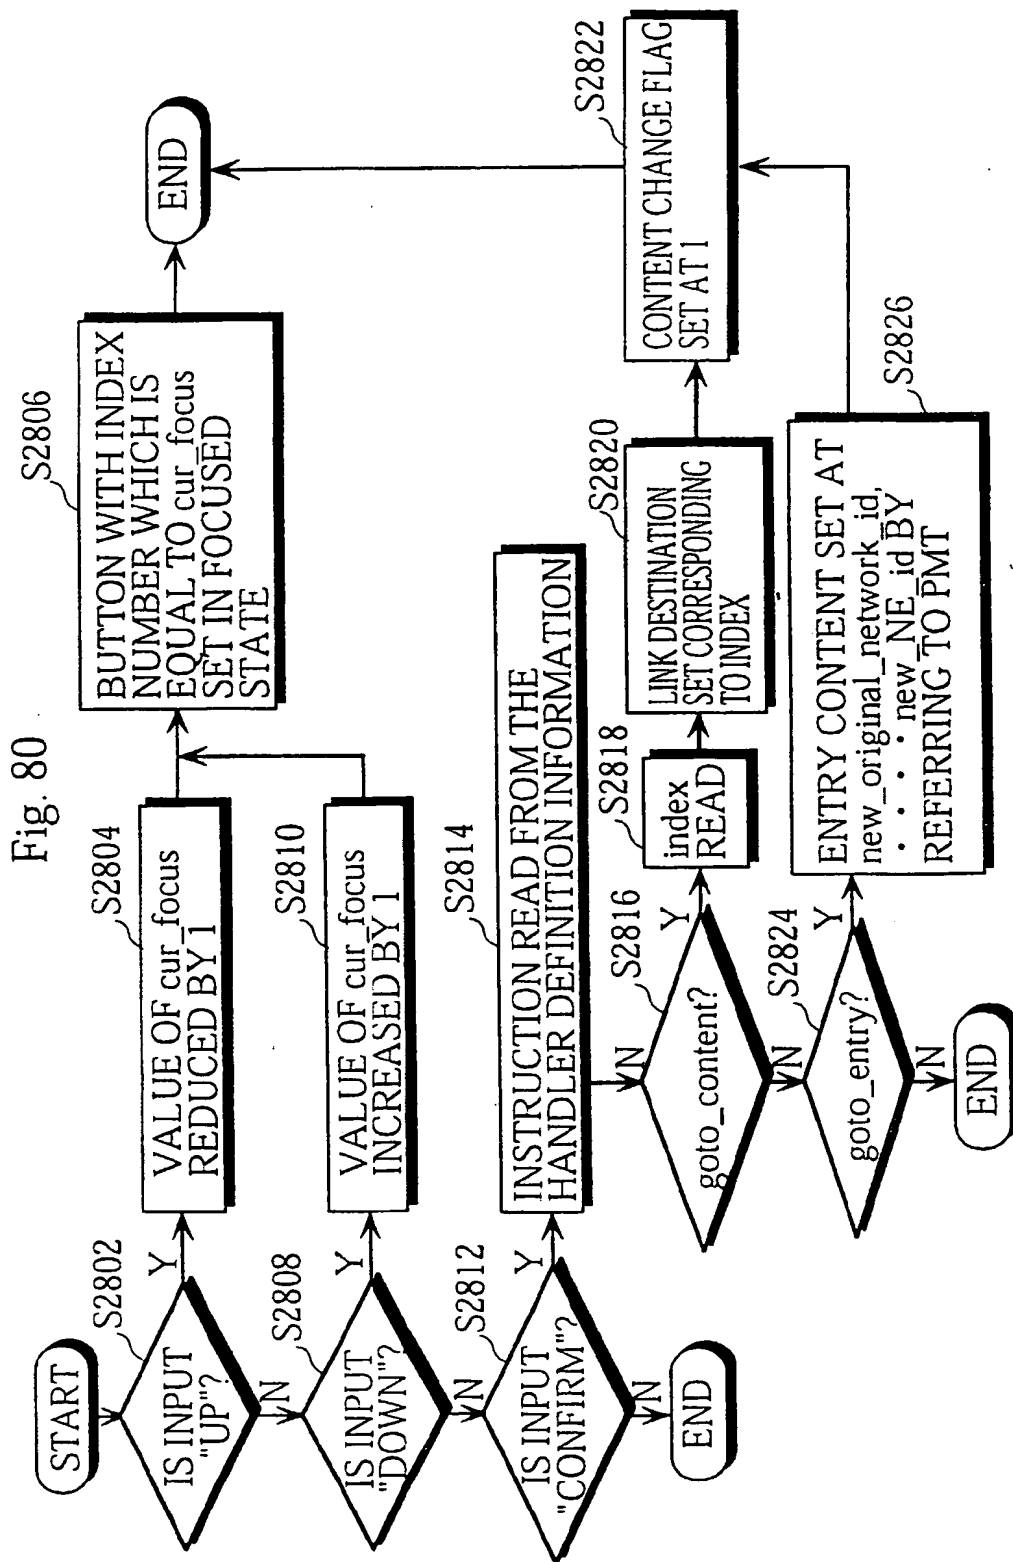 Fig. 80
START
S2802
IS INPUT
"UP"?
Y
N
S2804
VALUE OF cur_focus
REDUCED BY 1
S2806
BUTTON WITH INDEX
NUMBER WHICH IS
EQUAL TO cur_focus
SET IN FOCUSED
STATE
END
S2808
IS INPUT
"DOWN"?
Y
N
S2810
VALUE OF cur_focus
INCREASED BY 1
S2812
IS INPUT
"CONFIRM"?
Y
N
END
S2814
INSTRUCTION READ FROM THE
HANDLER DEFINITION INFORMATION
N
S2816
goto_content?
Y
N
S2818
index
READ
S2820
LINK DESTINATION
SET CORRESPONDING
TO INDEX
S2822
CONTENT CHANGE FLAG
SET AT 1
S2824
goto_entry?
Y
N
END
S2826
ENTRY CONTENT SET AT
new_original_network_id,
• • • • new_NE_id BY
REFERRING TO PMT